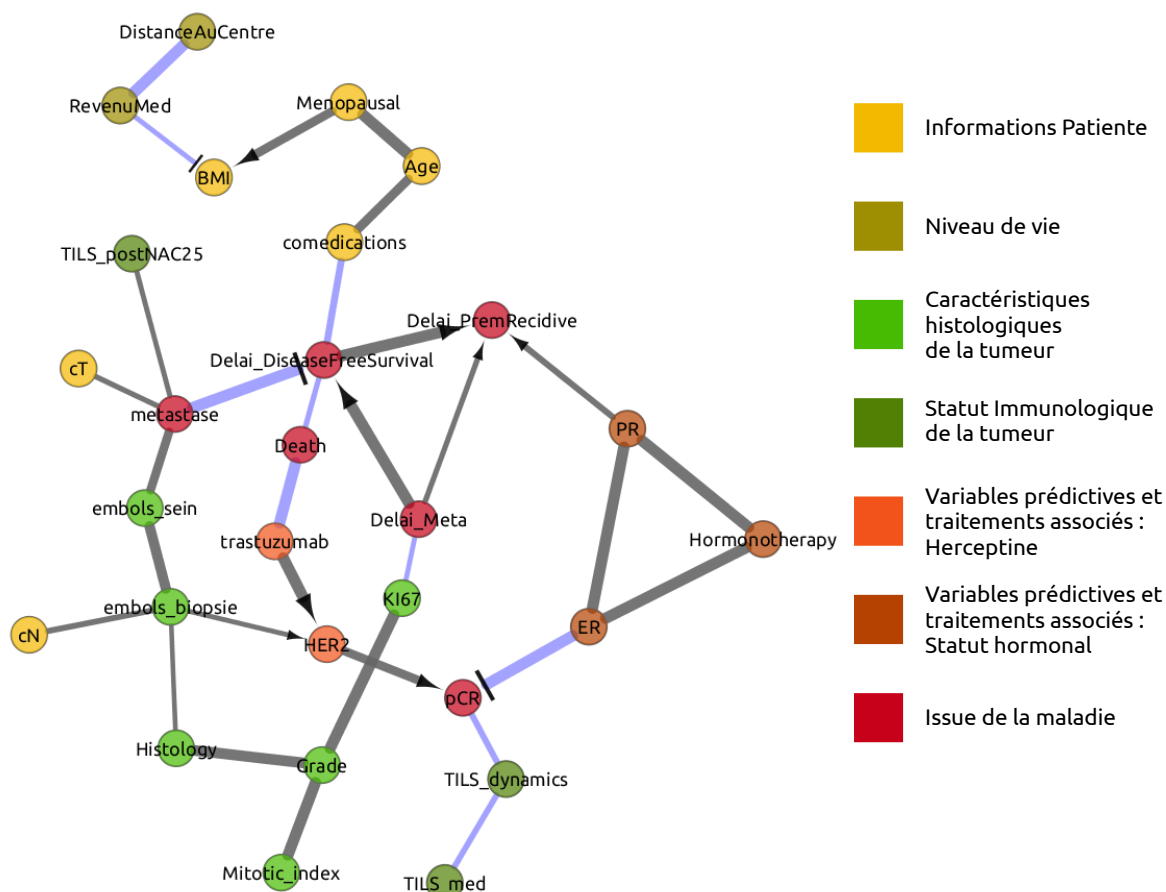 DistanceAuCentre
RevenuMed
Menopausal
BMI
Age
comedications
TILS_postNAC25
Delai_PremRecidive
Delai_DiseaseFreeSurvival
cT
metastase
PR
Death
embols_sein
Delai_Meta
trastuzumab
Hormonotherapy
KI67
embols_biopsie
ER
cN
HER2
pCR
Histology
Grade
TILS_dynamics
Mitotic_index
TILS_med
Informations Patiente
Niveau de vie
Caractéristiques
histologiques
de la tumeur
Statut Immunologique
de la tumeur
Variables prédictives et
traitements associés :
Herceptine
Variables prédictives et
traitements associés :
Statut hormonal
Issue de la maladie